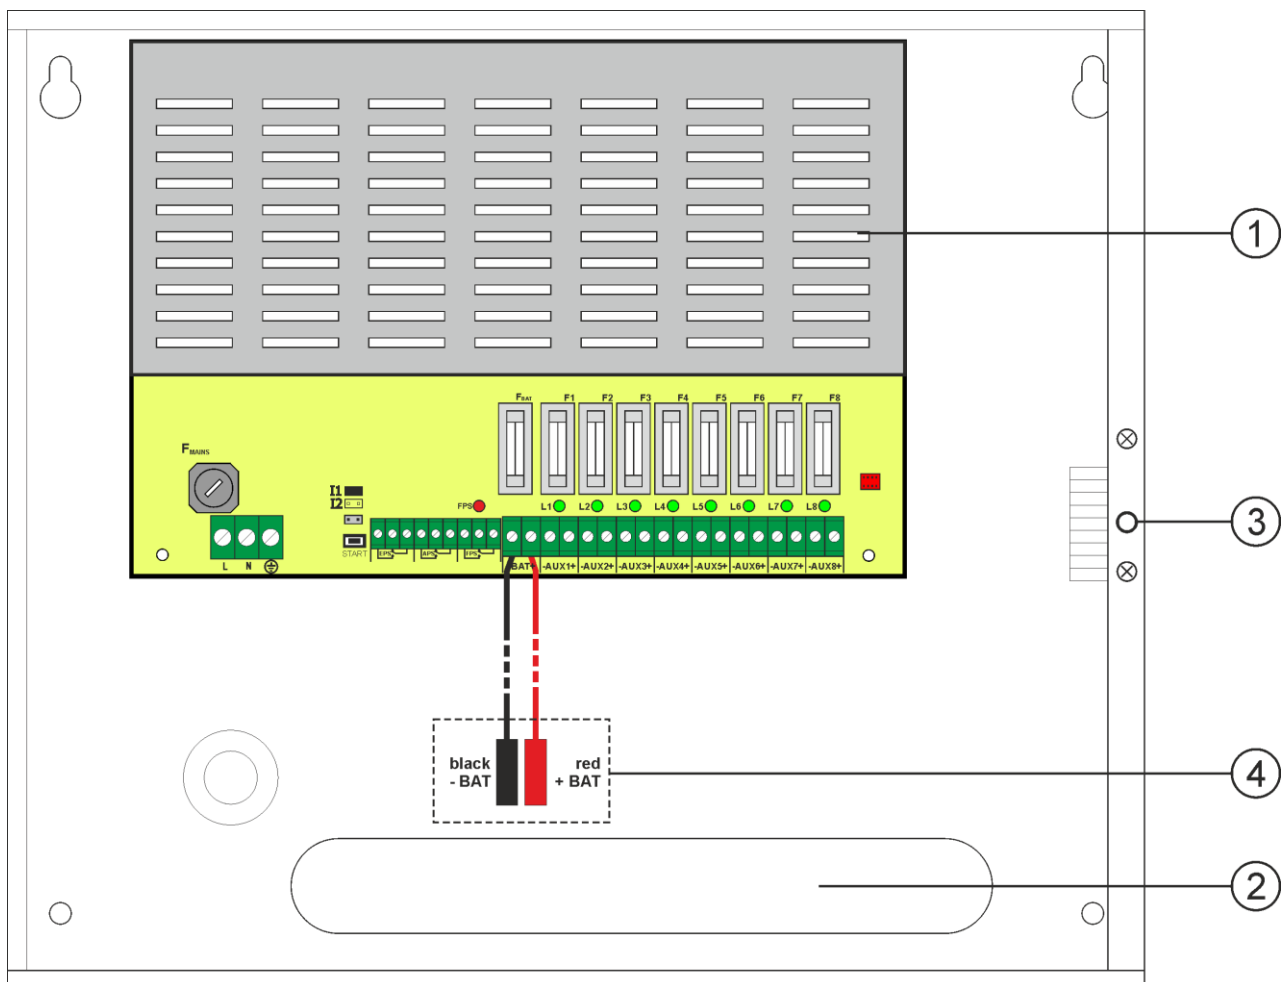 1
F BAT F1 F2 F3 F4 F5 F6 F7 F8
F MAINS
I1
I2
FPS L1 L2 L3 L4 L5 L6 L7 L8
3
START EPS APS FPS
L N -BAT+ -AUX1+ -AUX2+ -AUX3+ -AUX4+ -AUX5+ -AUX6+ -AUX7+ -AUX8+
black red
- BAT + BAT
4
2